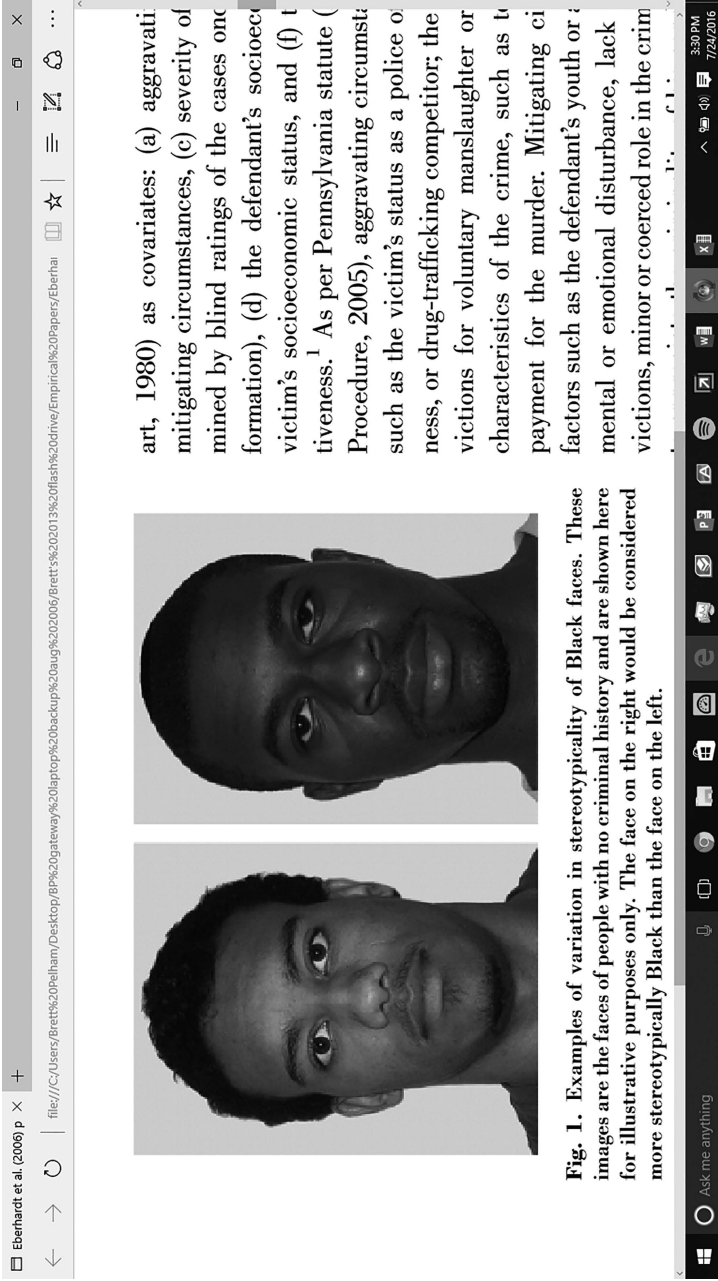 Eberhardt et al. (2006) p
file:///C:/Users/Brett%20Pelham/Desktop/BP%20gateway%20laptop%20backup%20aug%202006/Brett's%202013%20flash%20drive/Empirical%20Papers/Eberhar
Fig. 1. Examples of variation in stereotypicality of Black faces. These
images are the faces of people with no criminal history and are shown here
for illustrative purposes only. The face on the right would be considered
more stereotypically Black than the face on the left.
art, 1980) as covariates: (a) aggravati
mitigating circumstances, (c) severity of
mined by blind ratings of the cases onc
formation), (d) the defendant's socioec
victim's socioeconomic status, and (f) t
tiveness.1 As per Pennsylvania statute (
Procedure, 2005), aggravating circumsta
such as the victim's status as a police o
ness, or drug-trafficking competitor; the
victions for voluntary manslaughter or
characteristics of the crime, such as t
payment for the murder. Mitigating ci
factors such as the defendant's youth or a
mental or emotional disturbance, lack
victions, minor or coerced role in the crim
Ask me anything
3:30 PM
7/24/2016